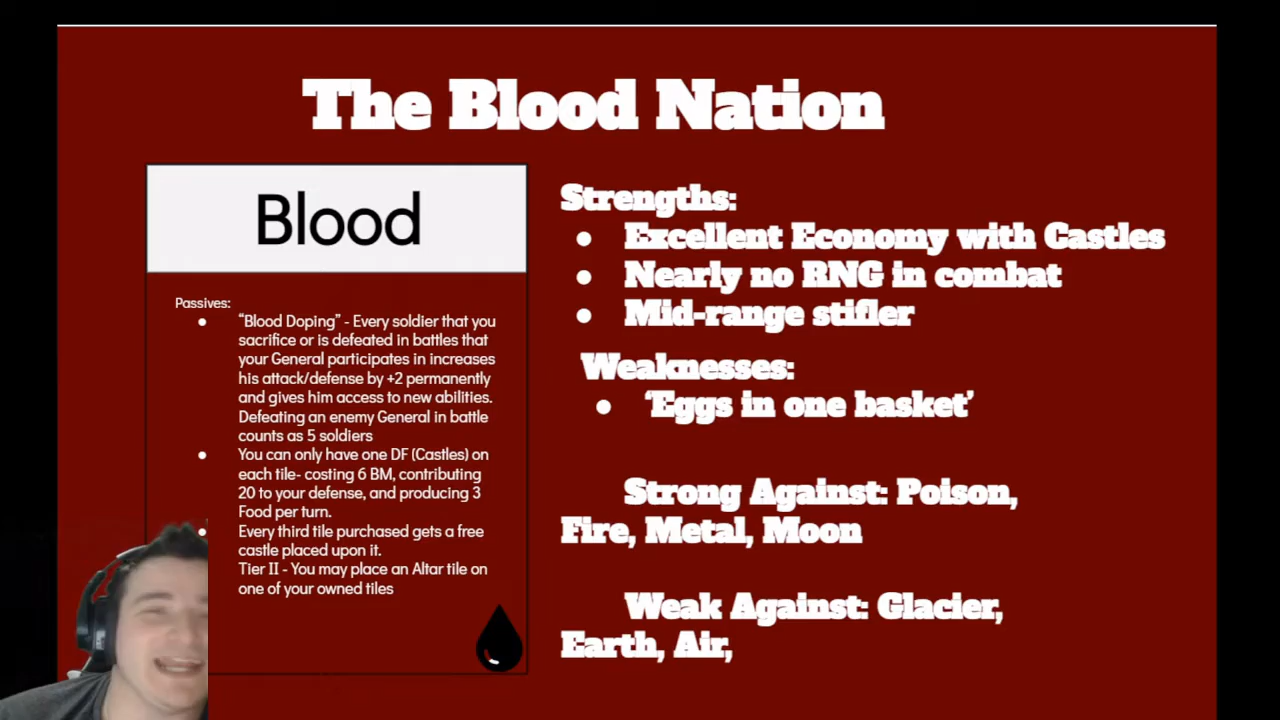 The Blood Nation
Blood
Passives:
● “Blood Doping” - Every soldier that you
sacrifice or is defeated in battles that
your General participates in increases
his attack/defense by +2 permanently
and gives him access to new abilities.
Defeating an enemy General in battle
counts as 5 soldiers
● You can only have one DF (Castles) on
each tile- costing 6 BM, contributing
20 to your defense, and producing 3
Food per turn.
● Every third tile purchased gets a free
castle placed upon it.
Tier II - You may place an Altar tile on
one of your owned tiles
Strengths:
● Excellent Economy with Castles
● Nearly no RNG in combat
● Mid-range stifler
Weaknesses:
● ‘Eggs in one basket’
Strong Against: Poison,
Fire, Metal, Moon
Weak Against: Glacier,
Earth, Air,